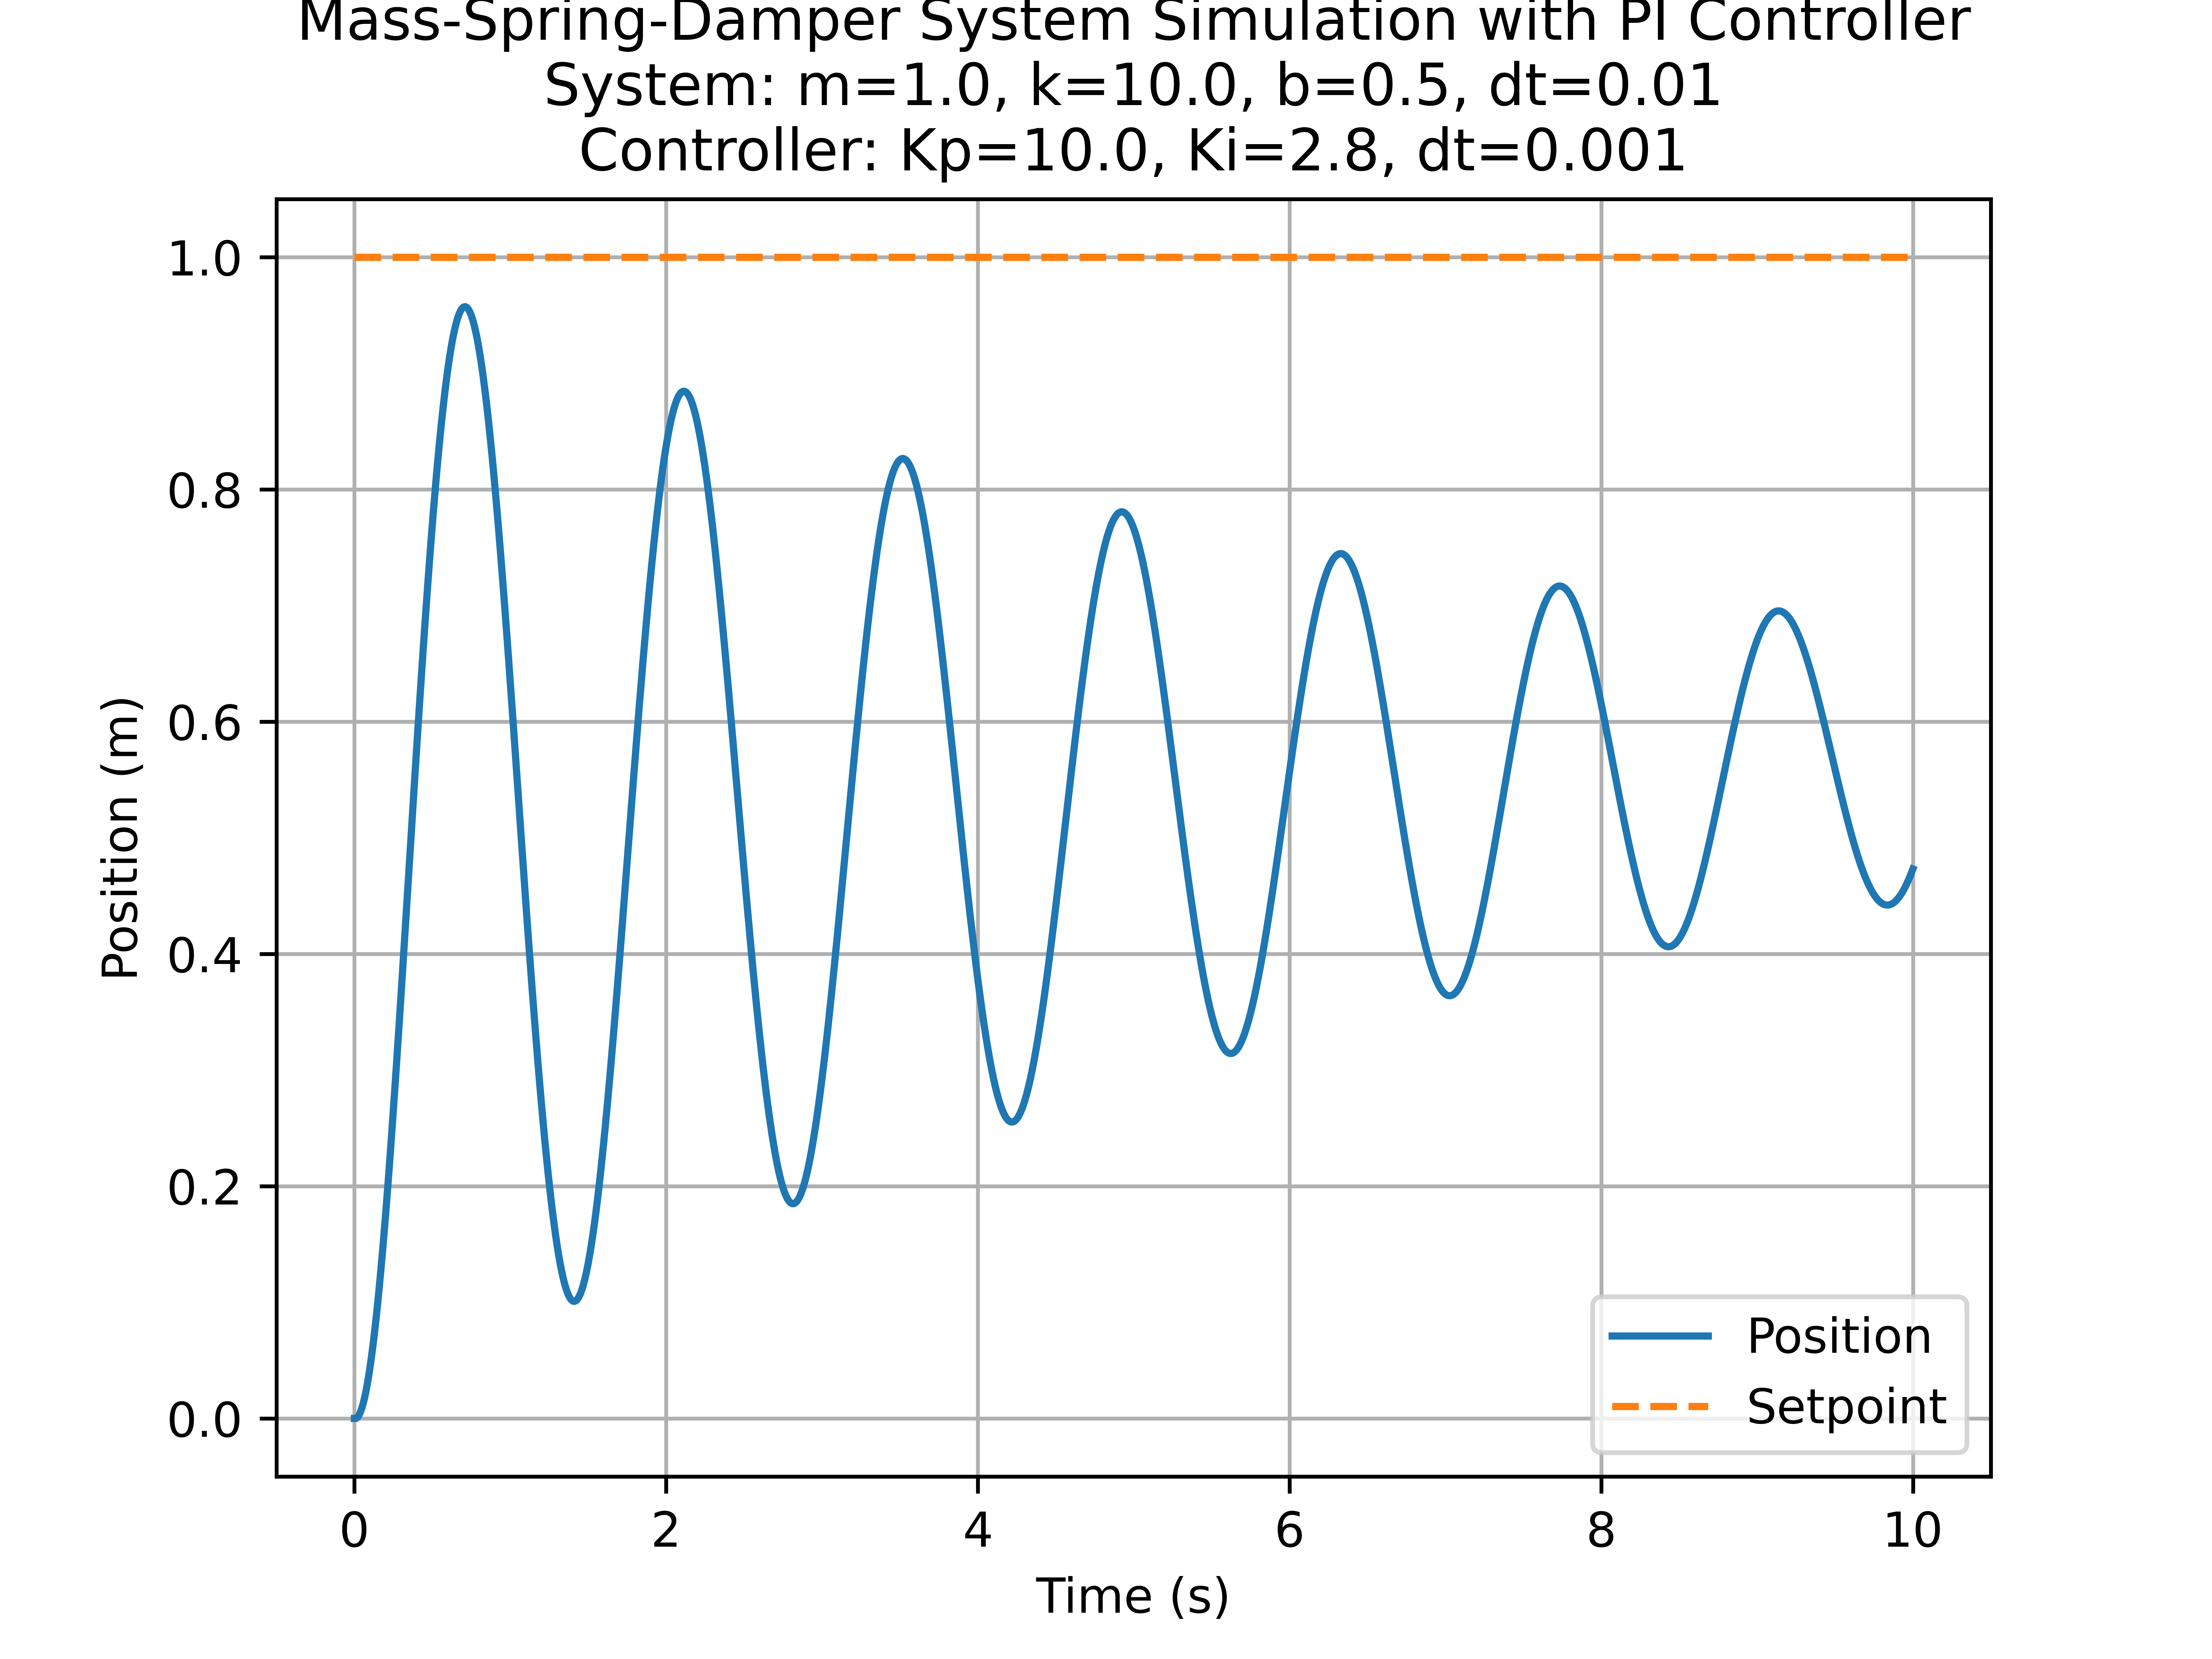 Mass-Spring-Damper System Simulation with PI Controller
System: m=1.0, k=10.0, b=0.5, dt=0.01
Controller: Kp=10.0, Ki=2.8, dt=0.001
1.0
0.8
0.6
0.4
0.2
0.0
Position (m)
Position
Setpoint
0 2 4 6 8 10
Time (s)